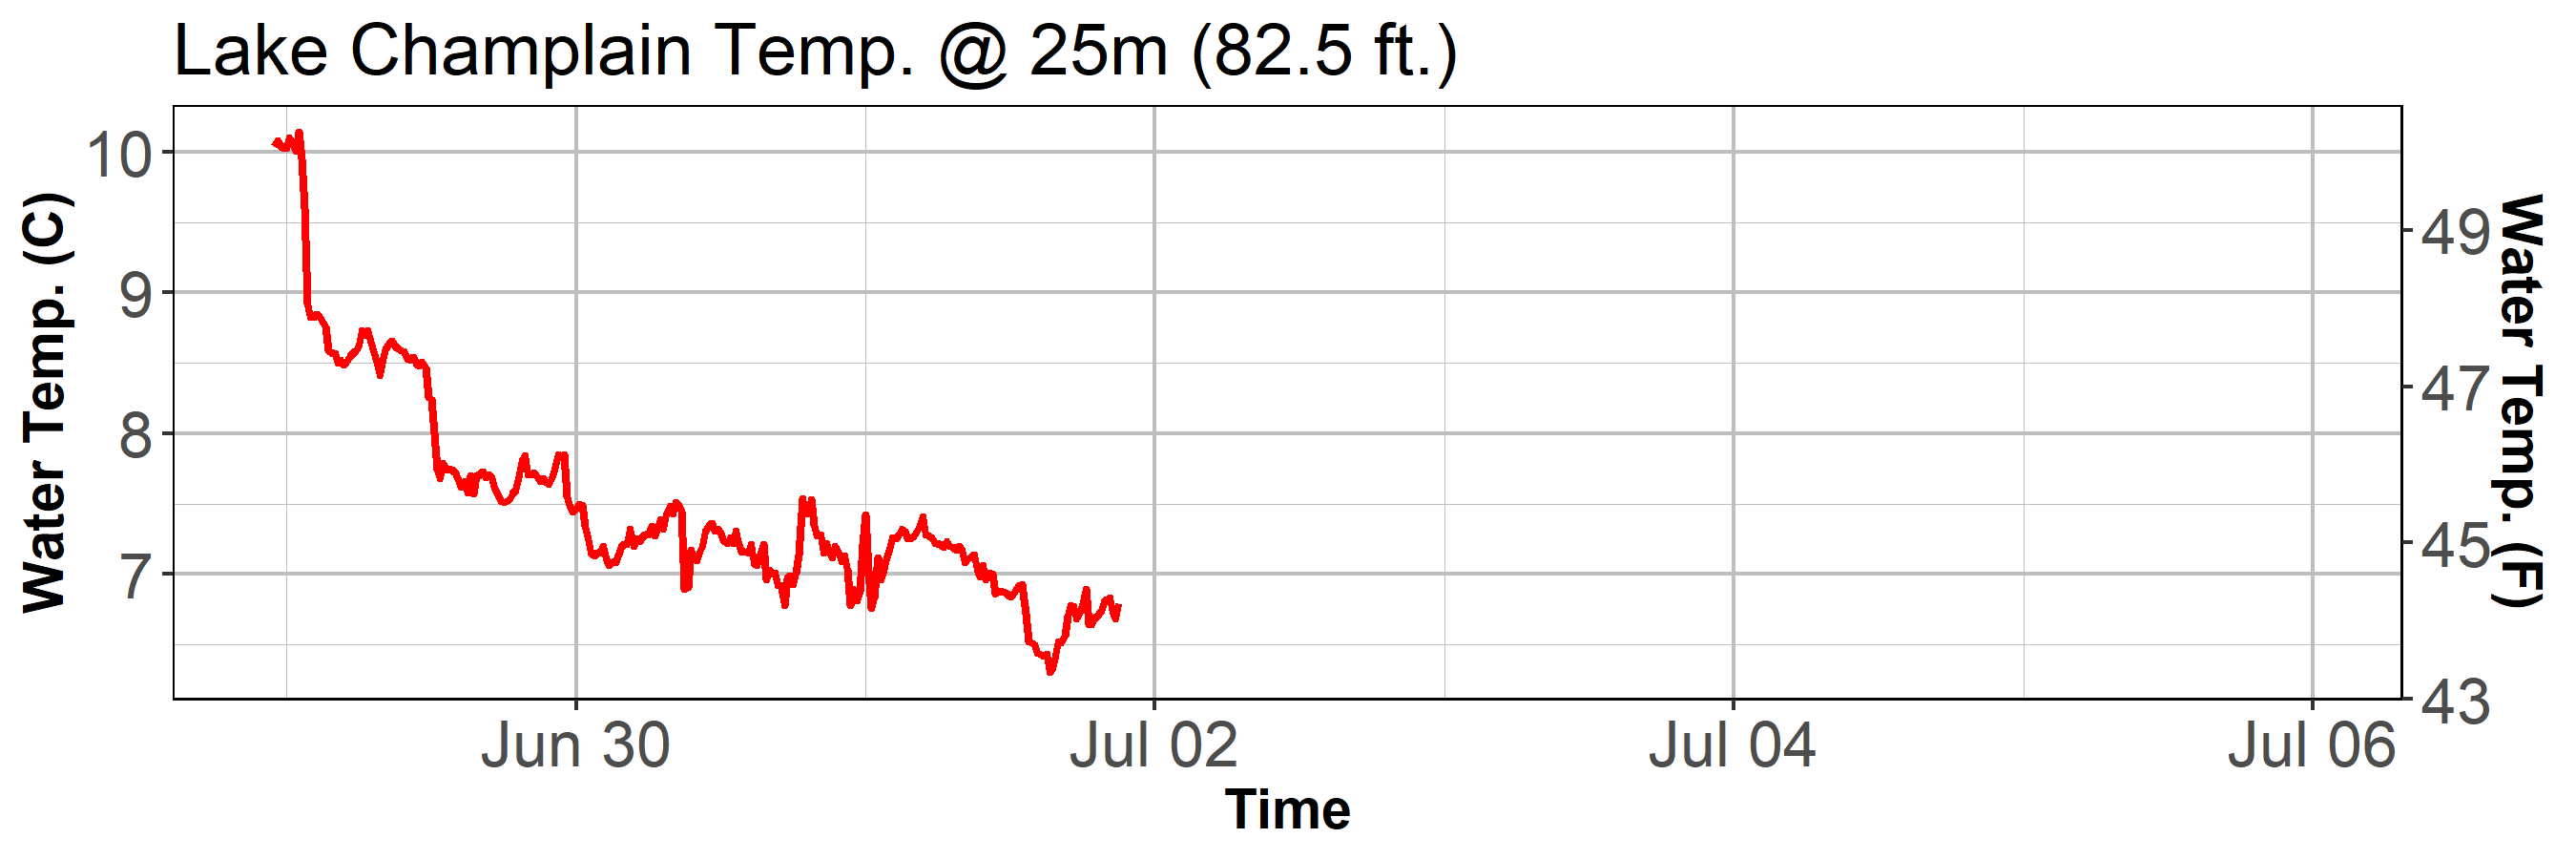 Lake Champlain Temp. @ 25m (82.5 ft.)
Water Temp. (C)
10
9
8
7
49
47
45
43
Water Temp. (F)
Jun 30
Jul 02
Jul 04
Jul 06
Time